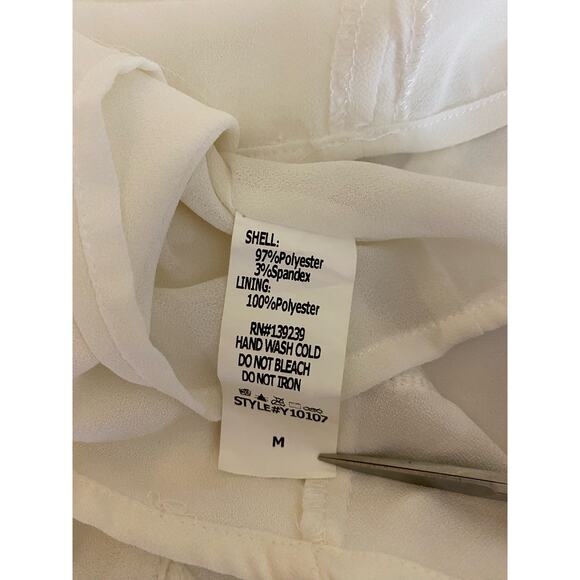 SHELL:
97%Polyester
3%Spandex
LINING:
100%Polyester
RN#139239
HAND WASH COLD
DO NOT BLEACH
DO NOT IRON
STYLE#Y10107
M